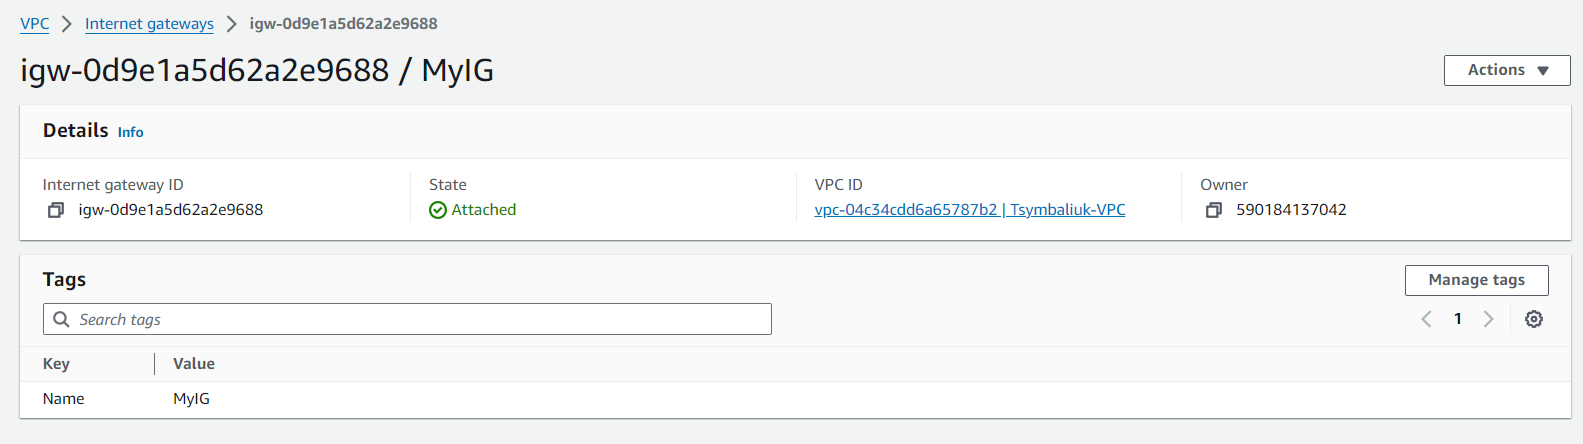 VPC > Internet gateways > igw-0d9e1a5d62a2e9688
igw-0d9e1a5d62a2e9688 / MyIG
Actions
Details Info
Internet gateway ID State VPC ID Owner
igw-0d9e1a5d62a2e9688 Attached vpc-04c34cdd6a65787b2 | Tsymbaliuk-VPC 590184137042
Tags
Manage tags
Search tags
1
Key Value
Name MyIG